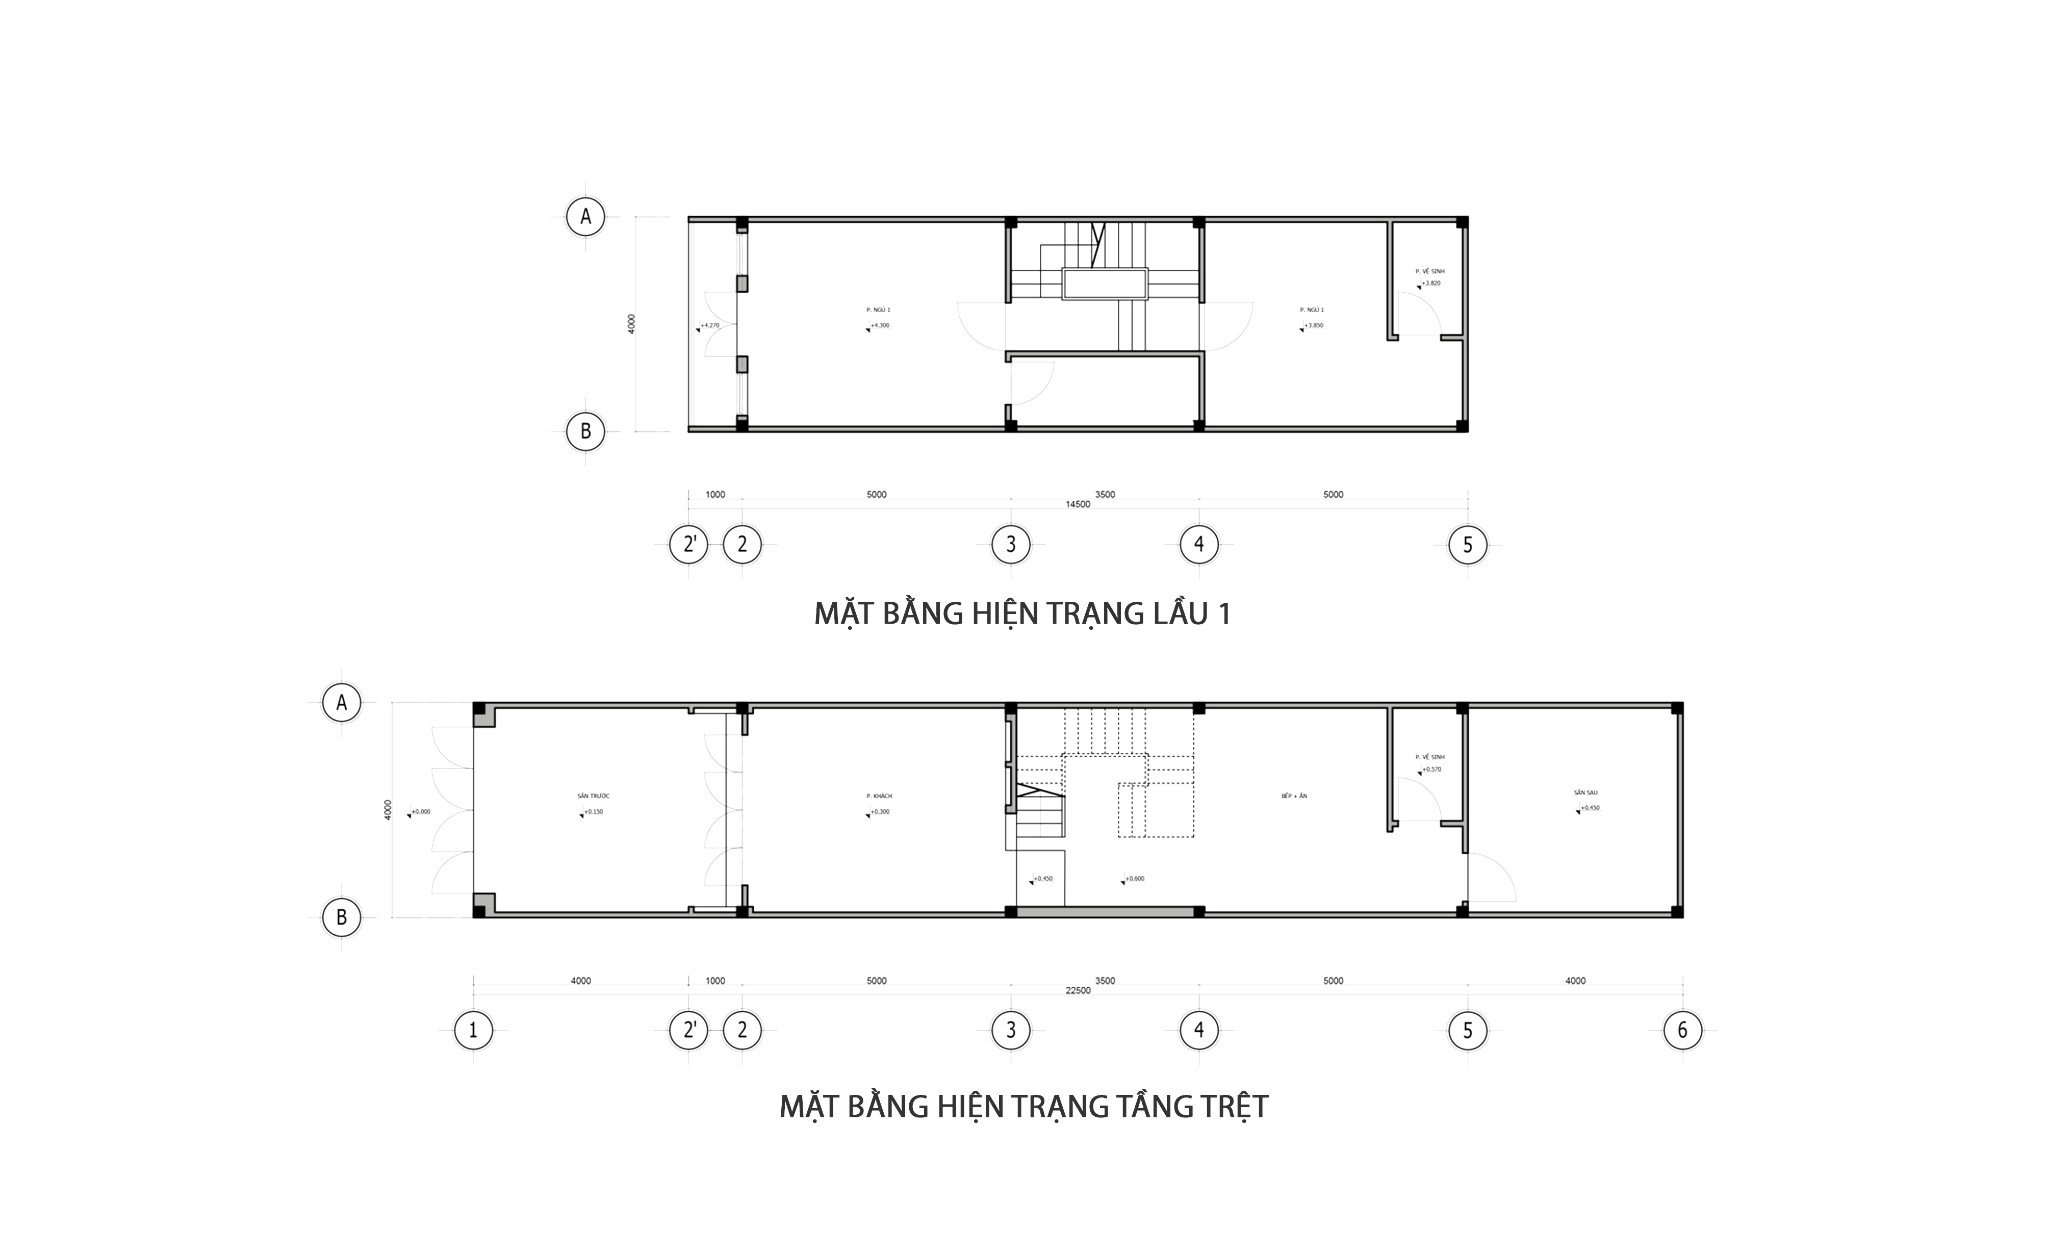 A
P. VỆ SINH
+3.820
P. NGỦ 1
P. NGỦ 1
4000
+4.270
+4.300
+3.850
B
1000
5000
3500
5000
14500
2'
2
3
4
5
MẶT BẰNG HIỆN TRẠNG LẦU 1
A
P. VỆ SINH
+0.570
SÂN TRƯỚC
P. KHÁCH
BẾP + ĂN
SÂN SAU
4000
±0.000
+0.150
+0.300
+0.450
+0.450
+0.600
B
4000
1000
5000
3500
5000
4000
22500
1
2'
2
3
4
5
6
MẶT BẰNG HIỆN TRẠNG TẦNG TRỆT